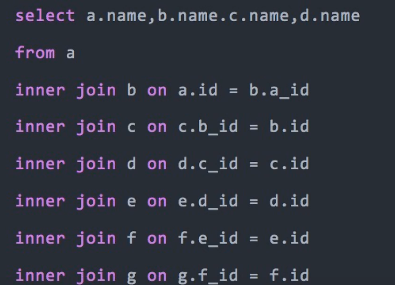 select a.name,b.name.c.name,d.name
from a
inner join b on a.id = b.a_id
inner join c on c.b_id = b.id
inner join d on d.c_id = c.id
inner join e on e.d_id = d.id
inner join f on f.e_id = e.id
inner join g on g.f_id = f.id